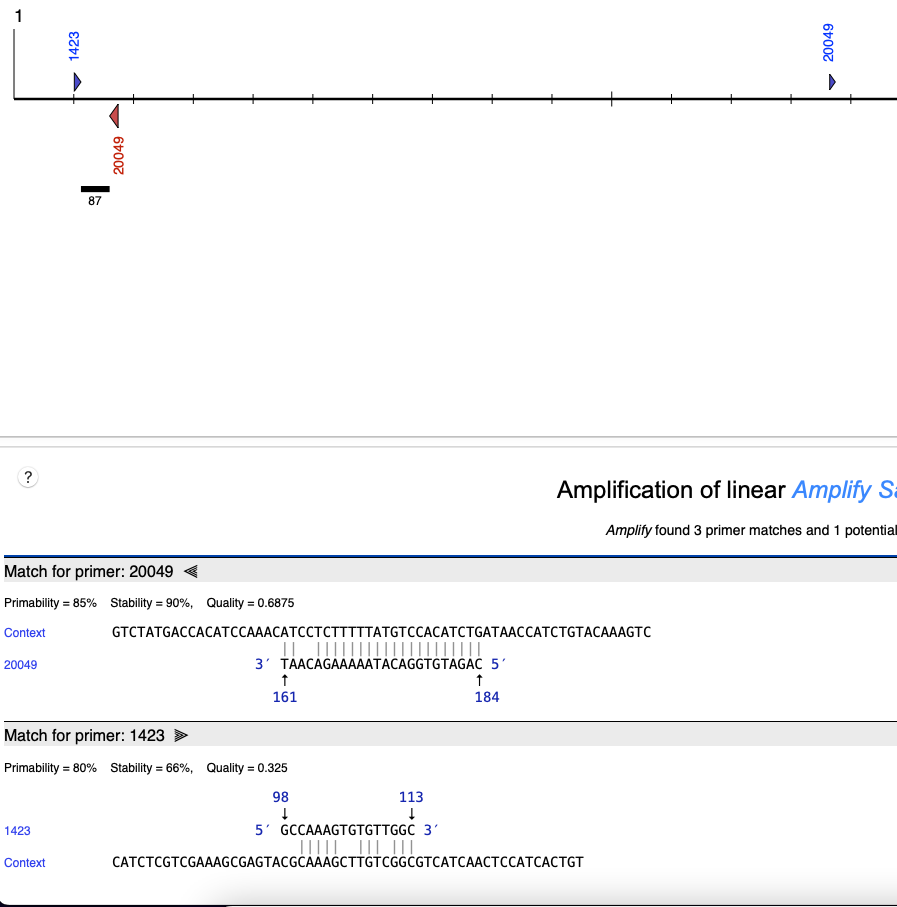 1
1423
20049
20049
87
?
Amplification of linear Amplify Sa
Amplify found 3 primer matches and 1 potential
Match for primer: 20049
Primability = 85% Stability = 90%, Quality = 0.6875
Context GTCTATGACCACATCCAAACATCCTCTTTTTATGTCCACATCTGATAACCATCTGTACAAAGTC
20049 3′ TAACAGAAAAATACAGGTGTAGAC 5′
161 184
Match for primer: 1423
Primability = 80% Stability = 66%, Quality = 0.325
98 113
1423 5′ GCCAAAGTGTGTTGGC 3′
Context CATCTCGTCGAAAGCGAGTACGCAAAGCTTGTCGGCGTCATCAACTCCATCACTGT